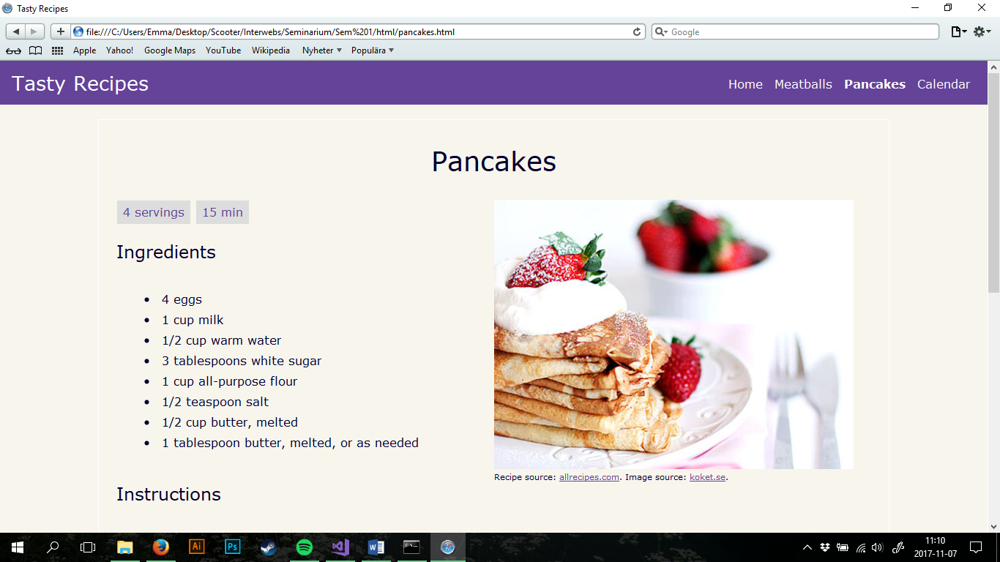 Tasty Recipes
file:///C:/Users/Emma/Desktop/Scooter/Interwebs/Seminarium/Sem%201/html/pancakes.html
Google
Apple Yahoo! Google Maps YouTube Wikipedia Nyheter Populära
Tasty Recipes Home Meatballs Pancakes Calendar
Pancakes
4 servings 15 min
Ingredients
4 eggs
1 cup milk
1/2 cup warm water
3 tablespoons white sugar
1 cup all-purpose flour
1/2 teaspoon salt
1/2 cup butter, melted
1 tablespoon butter, melted, or as needed
Recipe source: allrecipes.com. Image source: koket.se.
Instructions
Ai Ps
11:10
2017-11-07